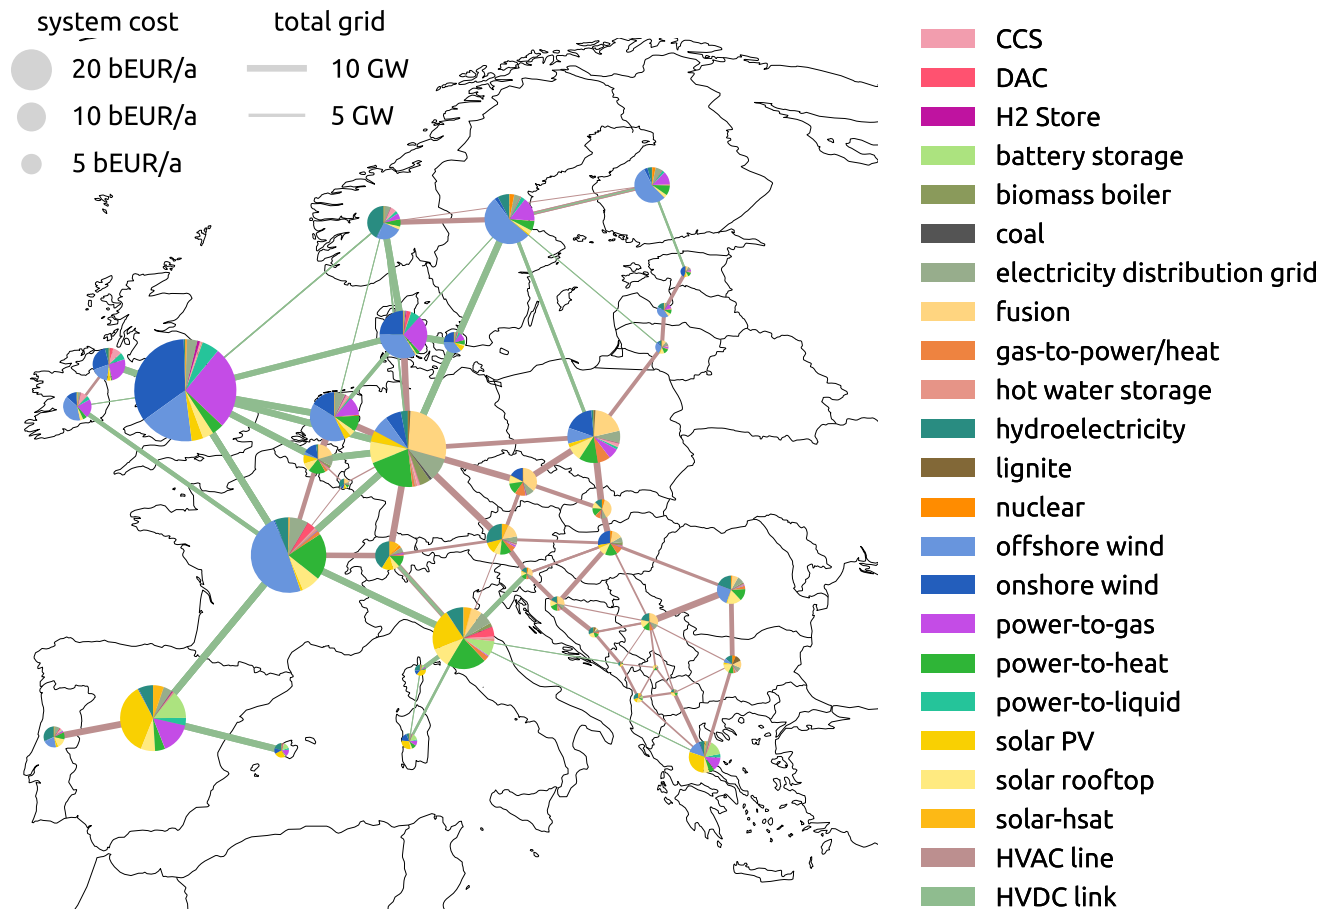 system cost
total grid
20 bEUR/a
10 GW
10 bEUR/a
5 GW
5 bEUR/a
CCS
DAC
H2 Store
battery storage
biomass boiler
coal
electricity distribution grid
fusion
gas-to-power/heat
hot water storage
hydroelectricity
lignite
nuclear
offshore wind
onshore wind
power-to-gas
power-to-heat
power-to-liquid
solar PV
solar rooftop
solar-hsat
HVAC line
HVDC link